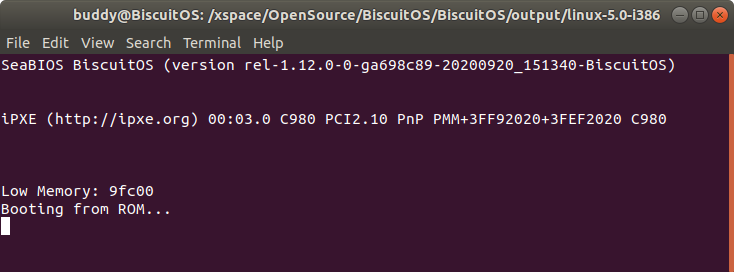 buddy@BiscuitOS: /xspace/OpenSource/BiscuitOS/BiscuitOS/output/linux-5.0-i386
File Edit View Search Terminal Help
SeaBIOS BiscuitOS (version rel-1.12.0-0-ga698c89-20200920_151340-BiscuitOS)
iPXE (http://ipxe.org) 00:03.0 C980 PCI2.10 PnP PMM+3FF92020+3FEF2020 C980
Low Memory: 9fc00
Booting from ROM...